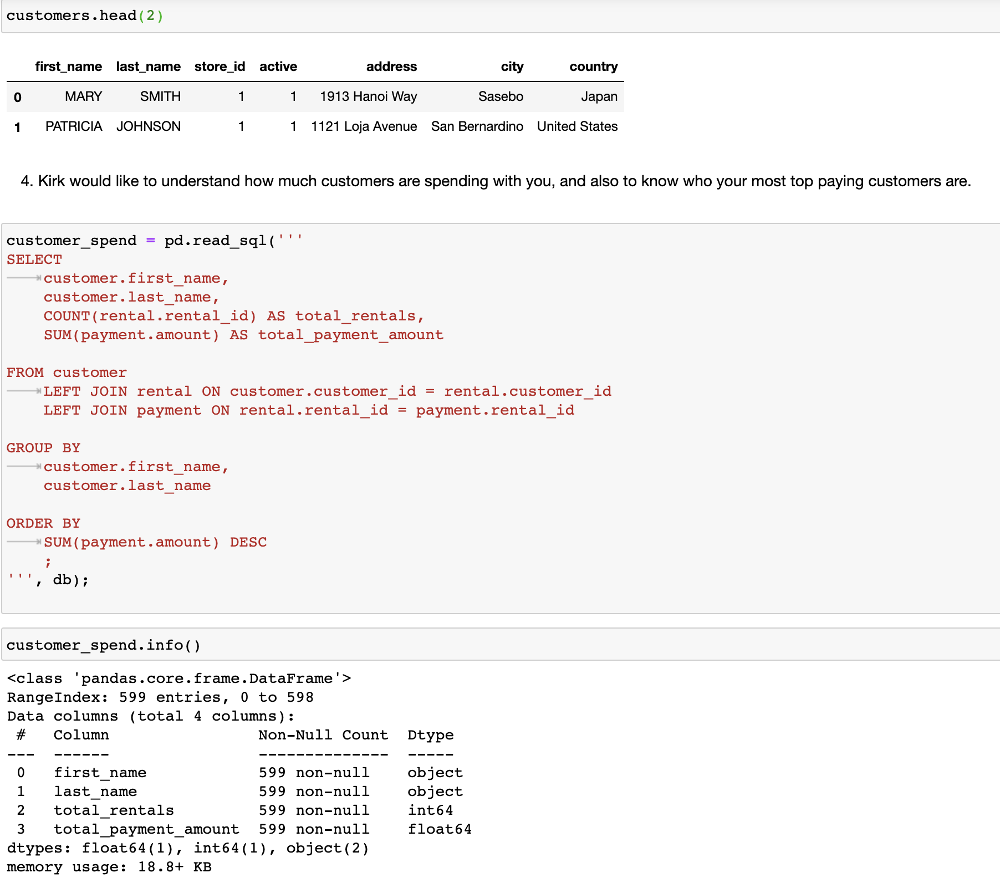 customers.head(2)
first_name last_name store_id active address city country
0 MARY SMITH 1 1 1913 Hanoi Way Sasebo Japan
1 PATRICIA JOHNSON 1 1 1121 Loja Avenue San Bernardino United States
4. Kirk would like to understand how much customers are spending with you, and also to know who your most top paying customers are.
customer_spend = pd.read_sql('''
SELECT
customer.first_name,
customer.last_name,
COUNT(rental.rental_id) AS total_rentals,
SUM(payment.amount) AS total_payment_amount
FROM customer
LEFT JOIN rental ON customer.customer_id = rental.customer_id
LEFT JOIN payment ON rental.rental_id = payment.rental_id
GROUP BY
customer.first_name,
customer.last_name
ORDER BY
SUM(payment.amount) DESC
;
''', db);
customer_spend.info()
<class 'pandas.core.frame.DataFrame'>
RangeIndex: 599 entries, 0 to 598
Data columns (total 4 columns):
# Column Non-Null Count Dtype
--- ------ -------------- -----
0 first_name 599 non-null object
1 last_name 599 non-null object
2 total_rentals 599 non-null int64
3 total_payment_amount 599 non-null float64
dtypes: float64(1), int64(1), object(2)
memory usage: 18.8+ KB